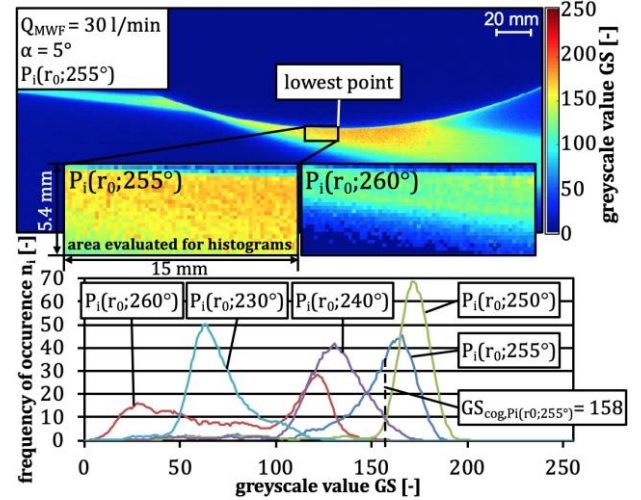 Q_MWF = 30 l/min
α = 5°
P_i(r_0;255°)
20 mm
lowest point
250
200
150
100
50
0
greyscale value GS [-]
P_i(r_0;255°)
P_i(r_0;260°)
5.4 mm
area evaluated for histograms
15 mm
frequency of occurence n_i [-]
70
60
50
40
30
20
10
0
P_i(r_0;260°)
P_i(r_0;230°)
P_i(r_0;240°)
P_i(r_0;250°)
P_i(r_0;255°)
GS_cog,Pi(r0;255°) = 158
0 50 100 150 200 250
greyscale value GS [-]